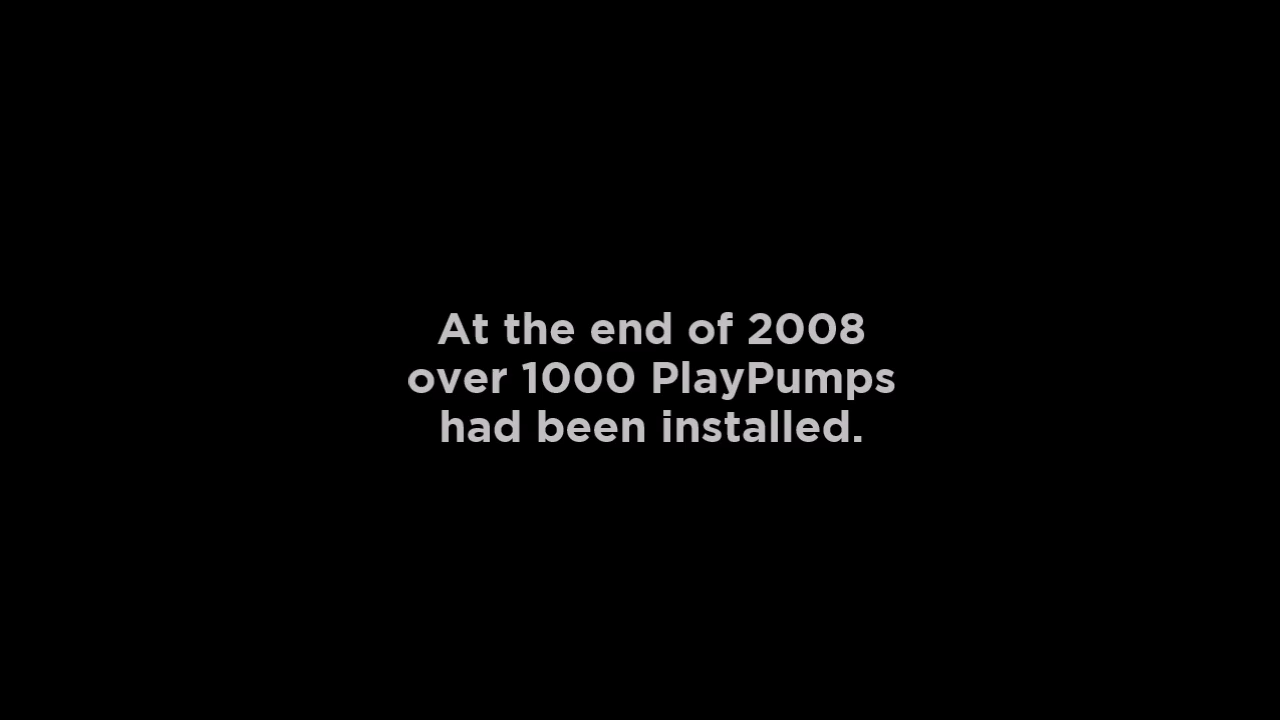 At the end of 2008
over 1000 PlayPumps
had been installed.